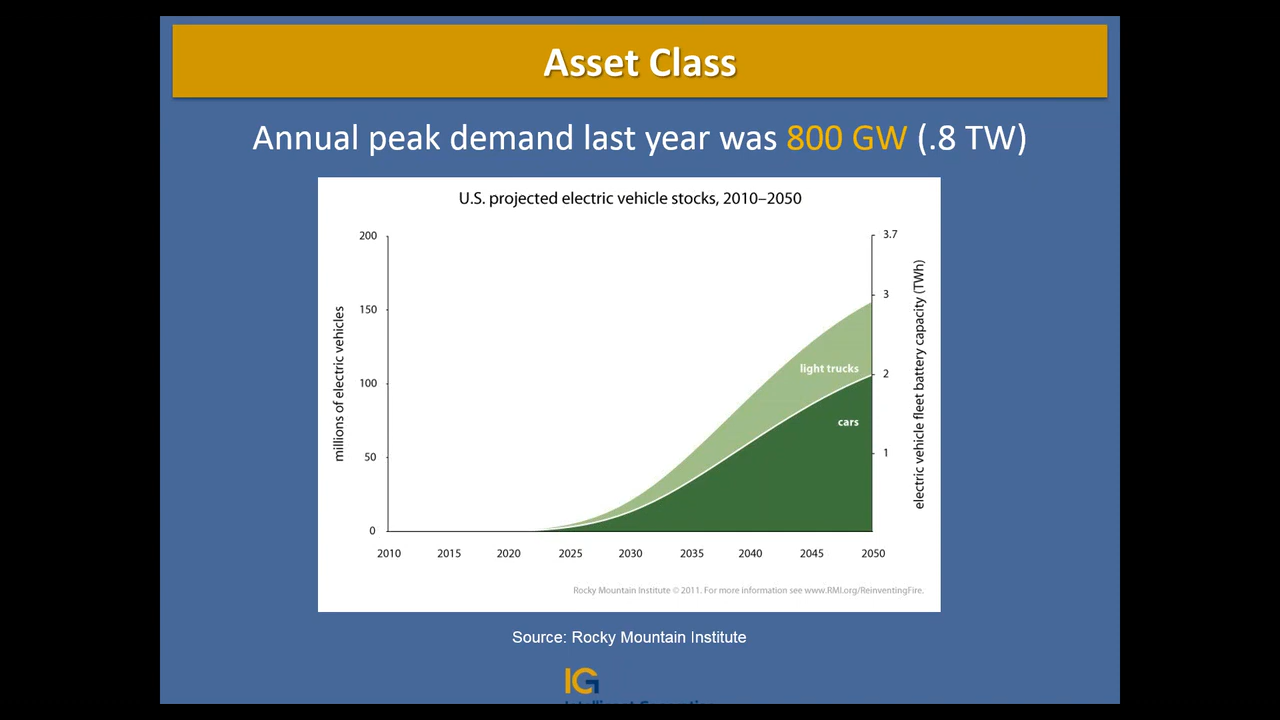 Asset Class
Annual peak demand last year was 800 GW (.8 TW)
U.S. projected electric vehicle stocks, 2010–2050
200
150
100
50
0
millions of electric vehicles
3.7
3
2
1
electric vehicle fleet battery capacity (TWh)
light trucks
cars
2010 2015 2020 2025 2030 2035 2040 2045 2050
Rocky Mountain Institute © 2011. For more information see www.RMI.org/ReinventingFire.
Source: Rocky Mountain Institute
IG